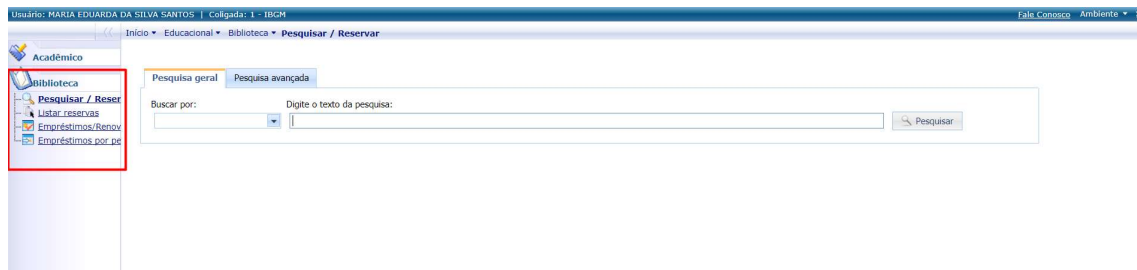 Usuário: MARIA EDUARDA DA SILVA SANTOS | Coligada: 1 - IBGM
Fale Conosco Ambiente
Início Educacional Biblioteca Pesquisar / Reservar
Acadêmico
Biblioteca
Pesquisar / Reser
Listar reservas
Empréstimos/Renov
Empréstimos por pe
Pesquisa geral Pesquisa avançada
Buscar por: Digite o texto da pesquisa:
Pesquisar